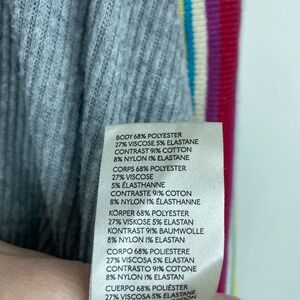 BODY 68% POLYESTER
27% VISCOSE 5% ELASTANE
CONTRAST 91% COTTON
8% NYLON 1% ELASTANE
CORPS 68% POLYESTER
27% VISCOSE
5% ÉLASTHANNE
CONTRASTE 91% COTON
8% NYLON 1% ÉLASTHANNE
KÖRPER 68% POLYESTER
27% VISKOSE 5% ELASTAN
KONTRAST 91% BAUMWOLLE
8% NYLON 1% ELASTAN
CORPO 68% POLIESTERE
27% VISCOSA 5% ELASTAN
CONTRASTO 91% COTONE
8% NYLON 1% ELASTAN
CUERPO 68% POLIÉSTER
27% VISCOSA 5% ELASTANO